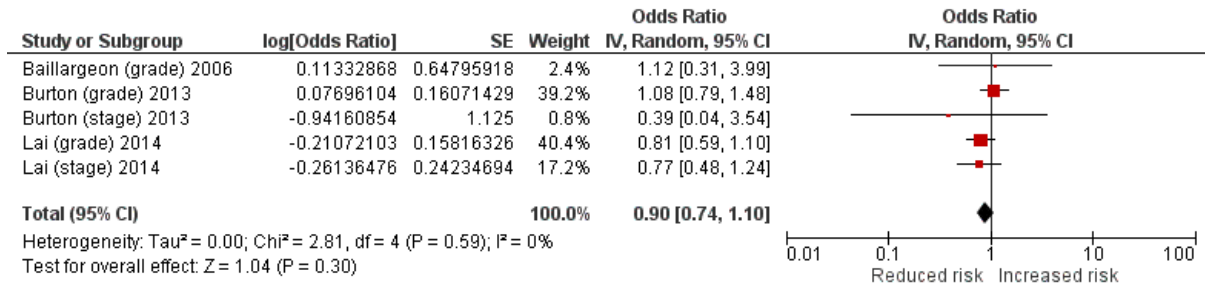 Odds Ratio Odds Ratio
Study or Subgroup log[Odds Ratio] SE Weight IV, Random, 95% CI IV, Random, 95% CI
Baillargeon (grade) 2006 0.11332868 0.64795918 2.4% 1.12 [0.31, 3.99]
Burton (grade) 2013 0.07696104 0.16071429 39.2% 1.08 [0.79, 1.48]
Burton (stage) 2013 -0.94160854 1.125 0.8% 0.39 [0.04, 3.54]
Lai (grade) 2014 -0.21072103 0.15816326 40.4% 0.81 [0.59, 1.10]
Lai (stage) 2014 -0.26136476 0.24234694 17.2% 0.77 [0.48, 1.24]
Total (95% CI) 100.0% 0.90 [0.74, 1.10]
Heterogeneity: Tau² = 0.00; Chi² = 2.81, df = 4 (P = 0.59); I² = 0%
Test for overall effect: Z = 1.04 (P = 0.30)
0.01 0.1 1 10 100
Reduced risk Increased risk